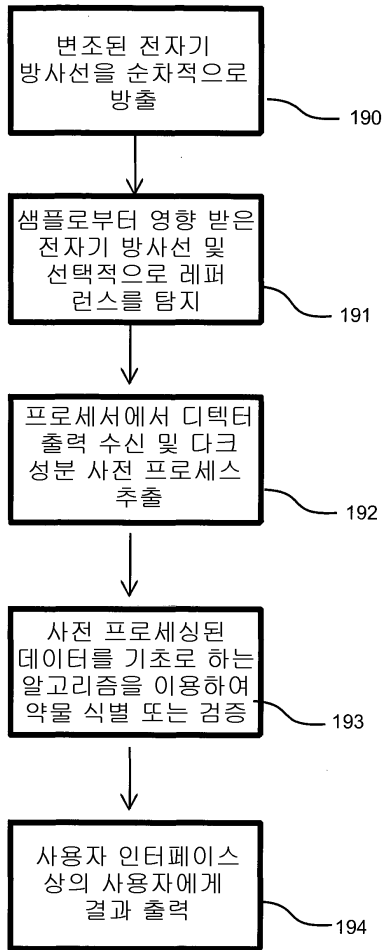 변조된 전자기
방사선을 순차적으로
방출
190
샘플로부터 영향 받은
전자기 방사선 및
선택적으로 레퍼
런스를 탐지
191
프로세서에서 디텍터
출력 수신 및 다크
성분 사전 프로세스
추출
192
사전 프로세싱된
데이터를 기초로 하는
알고리즘을 이용하여
약물 식별 또는 검증
193
사용자 인터페이스
상의 사용자에게
결과 출력
194